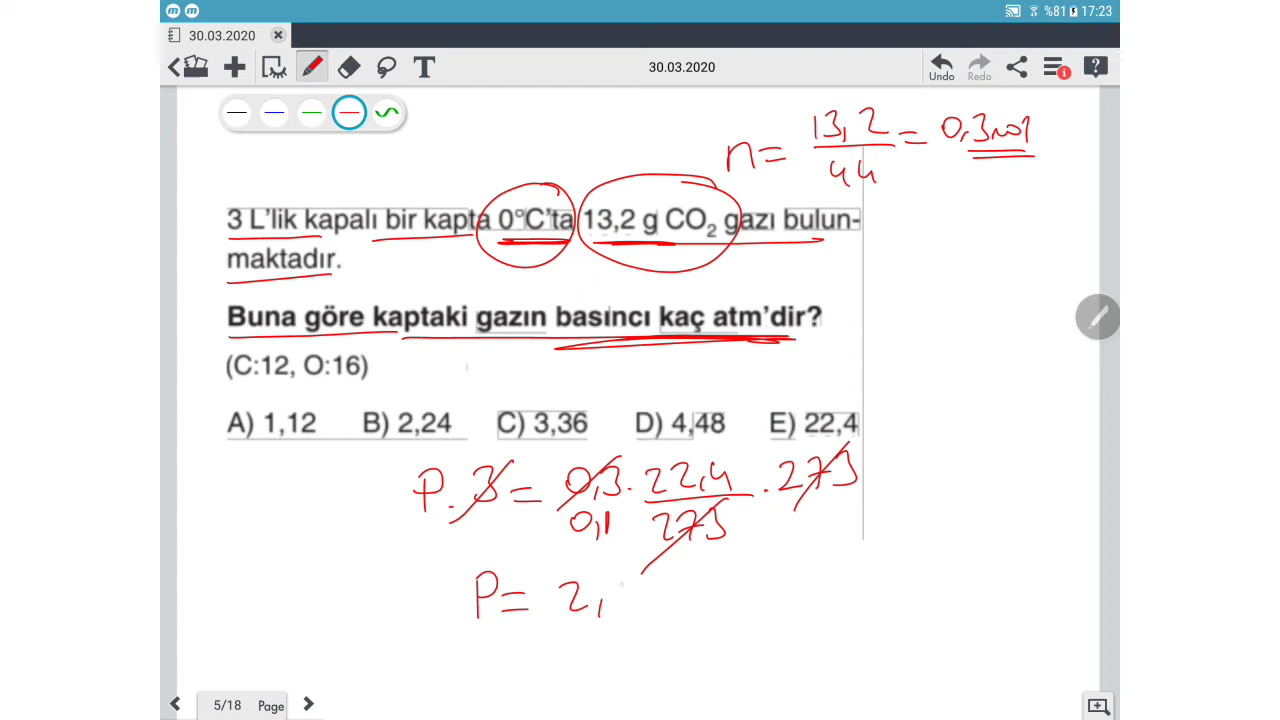 %81 17:23
30.03.2020
30.03.2020
Undo
Redo
n= 13,2 / 44 = 0,3mol
3 L'lik kapalı bir kapta 0°C'ta 13,2 g CO₂ gazı bulun-
maktadır.
Buna göre kaptaki gazın basıncı kaç atm'dir?
(C:12, O:16)
A) 1,12 B) 2,24 C) 3,36 D) 4,48 E) 22,4
P. 3 = 0,3 . 22,4 / 273 . 273
0,1
P= 2,
5/18 Page